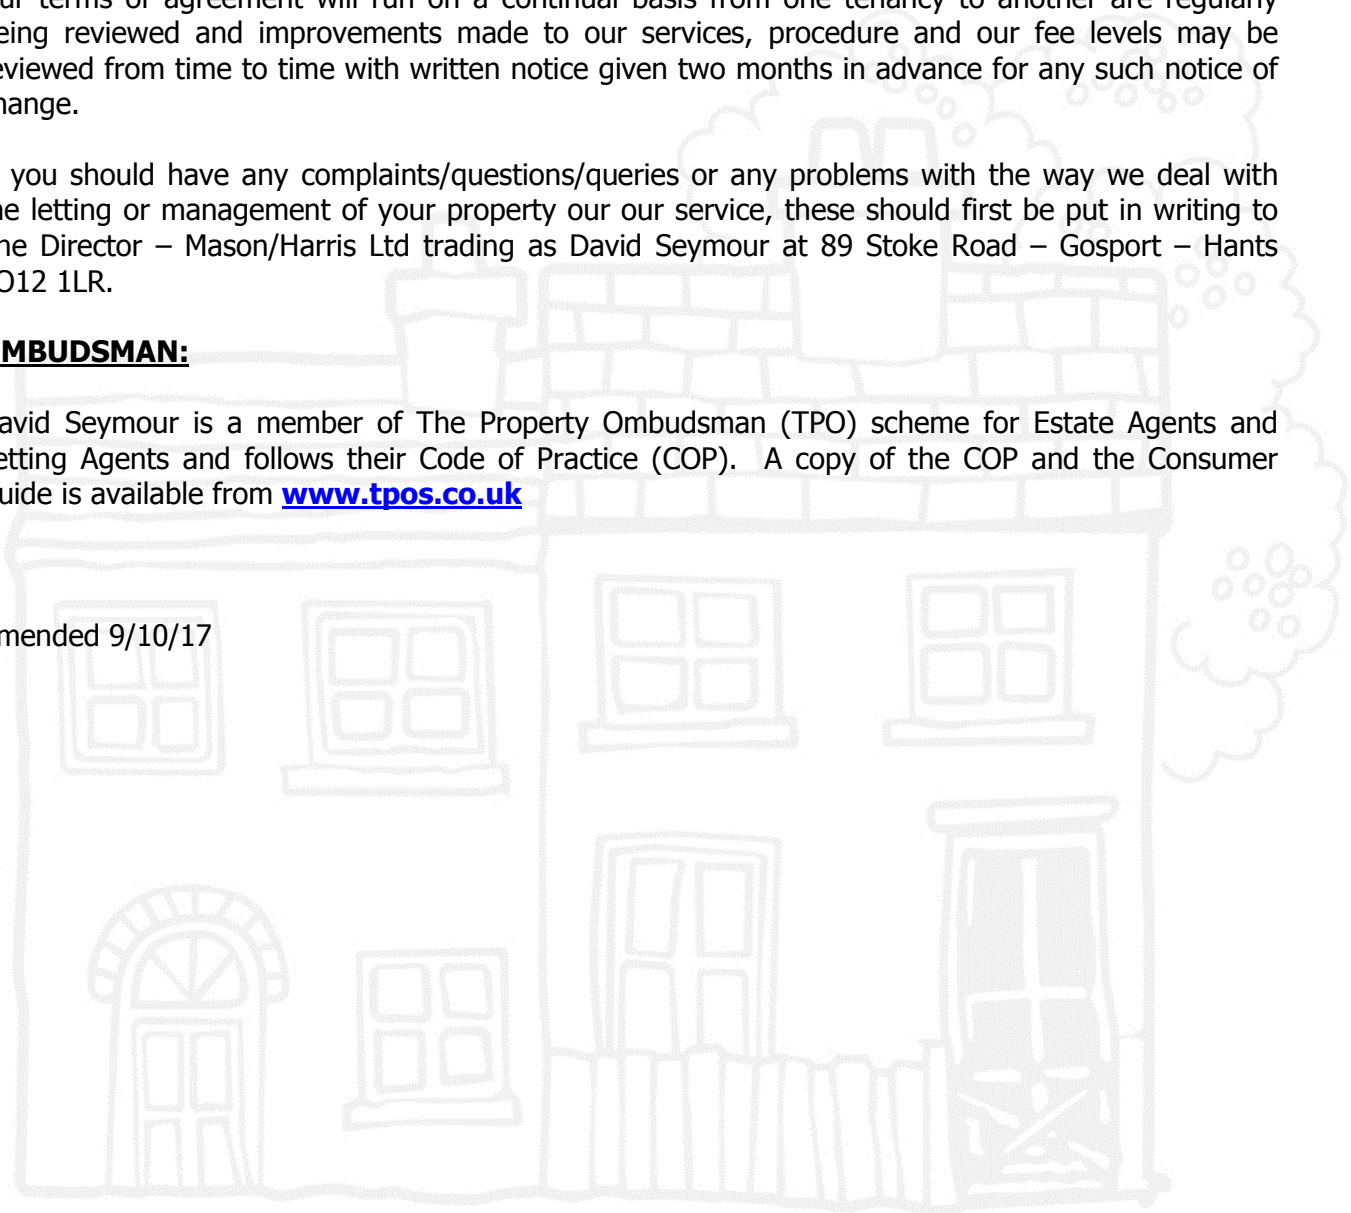 ur terms of agreement will run on a continual basis from one tenancy to another are regularly
eing reviewed and improvements made to our services, procedure and our fee levels may be
eviewed from time to time with written notice given two months in advance for any such notice of
hange.
you should have any complaints/questions/queries or any problems with the way we deal with
he letting or management of your property our our service, these should first be put in writing to
he Director – Mason/Harris Ltd trading as David Seymour at 89 Stoke Road – Gosport – Hants
O12 1LR.
MBUDSMAN:
avid Seymour is a member of The Property Ombudsman (TPO) scheme for Estate Agents and
etting Agents and follows their Code of Practice (COP). A copy of the COP and the Consumer
uide is available from www.tpos.co.uk
mended 9/10/17